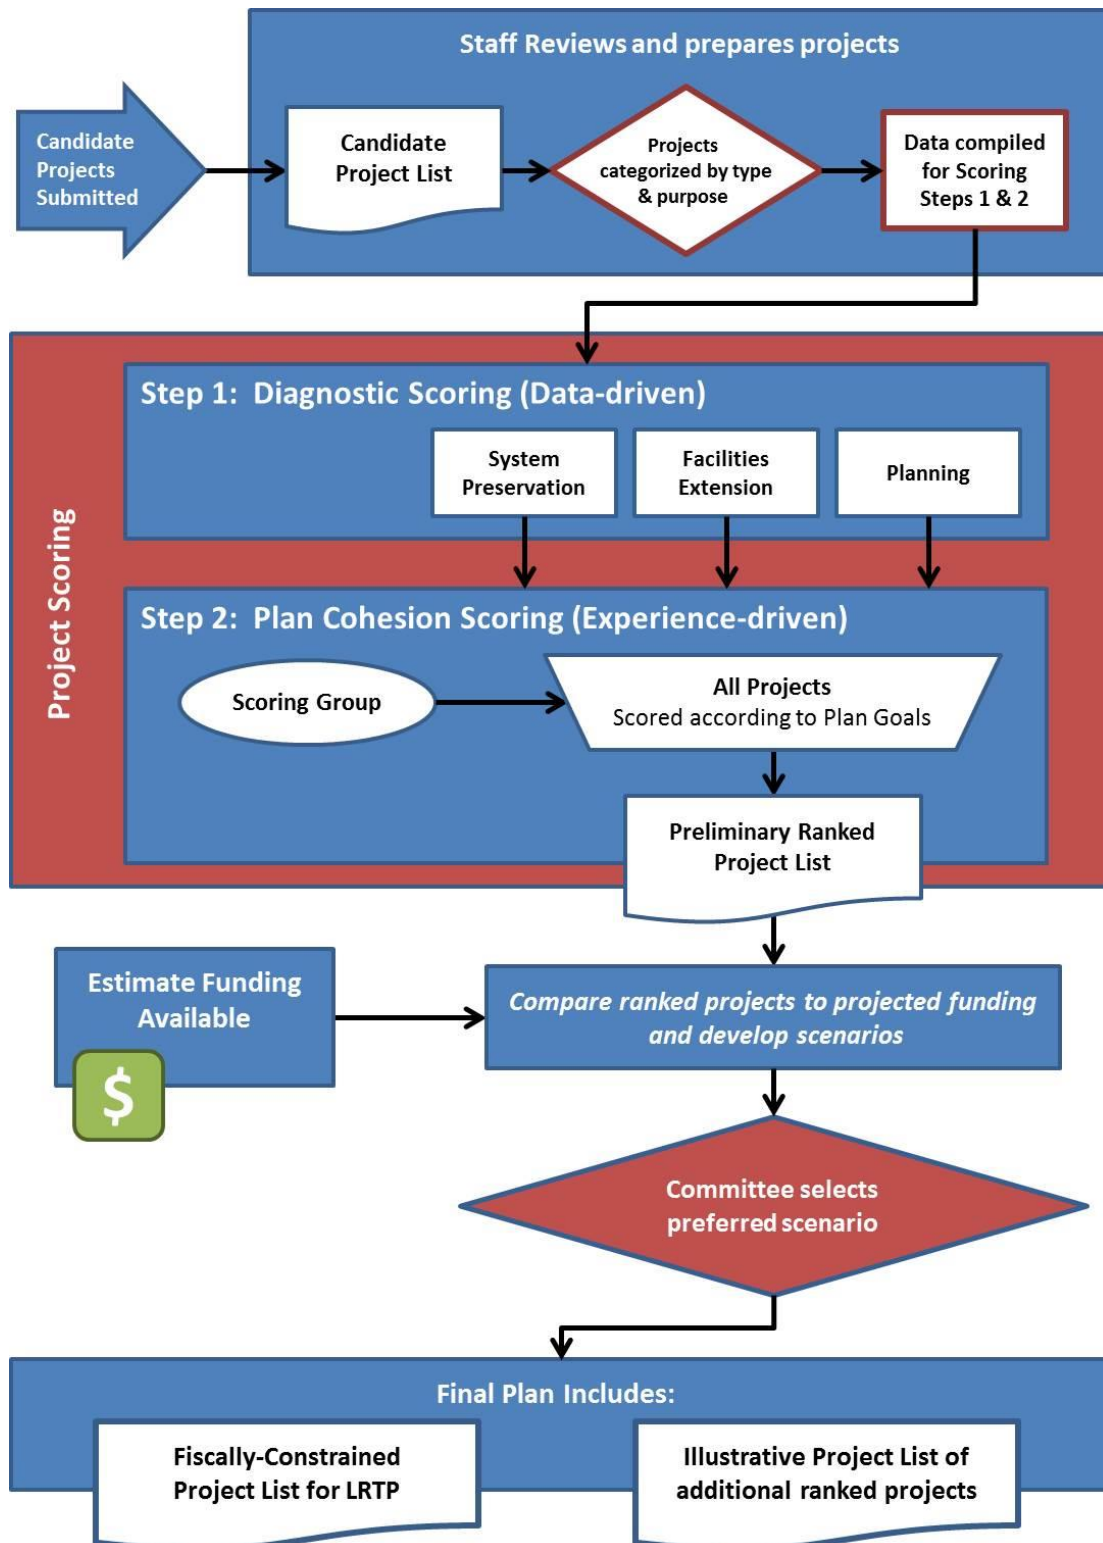 Staff Reviews and prepares projects
Candidate
Projects
Submitted
Candidate
Project List
Projects
categorized by type
& purpose
Data compiled
for Scoring
Steps 1 & 2
Project Scoring
Step 1:  Diagnostic Scoring (Data-driven)
System
Preservation
Facilities
Extension
Planning
Step 2:  Plan Cohesion Scoring (Experience-driven)
Scoring Group
All Projects
Scored according to Plan Goals
Preliminary Ranked
Project List
Estimate Funding
Available
$
Compare ranked projects to projected funding
and develop scenarios
Committee selects
preferred scenario
Final Plan Includes:
Fiscally-Constrained
Project List for LRTP
Illustrative Project List of
additional ranked projects